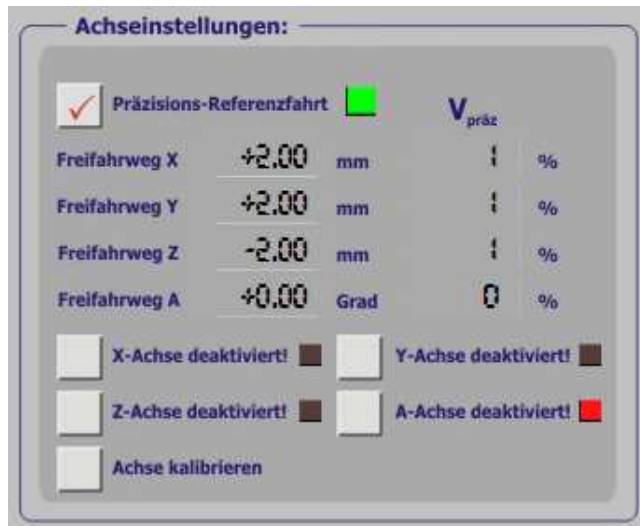 Achseinstellungen:
Präzisions-Referenzfahrt V präz
Freifahrweg X +2.00 mm 1 %
Freifahrweg Y +2.00 mm 1 %
Freifahrweg Z -2.00 mm 1 %
Freifahrweg A +0.00 Grad 0 %
X-Achse deaktiviert! Y-Achse deaktiviert!
Z-Achse deaktiviert! A-Achse deaktiviert!
Achse kalibrieren